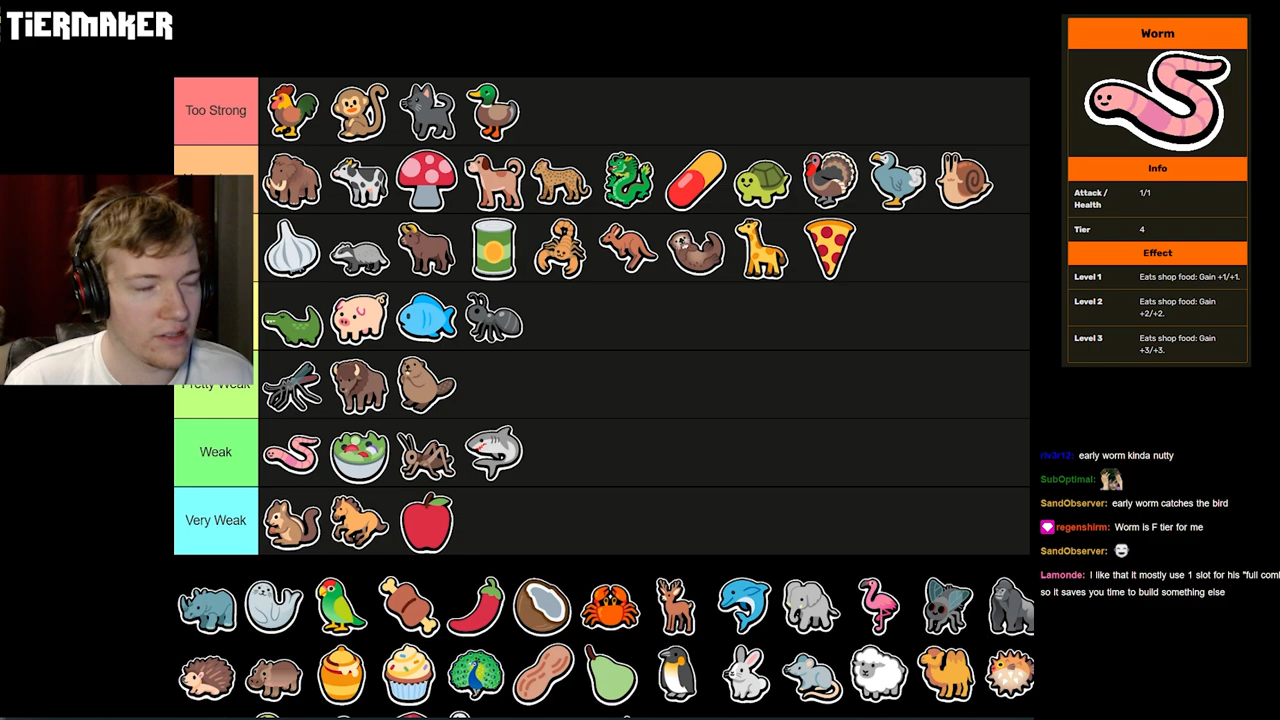 TiERMAKER
Too Strong
Pretty Weak
Weak
Very Weak
Worm
Info
Attack / Health 1/1
Tier 4
Effect
Level 1 Eats shop food: Gain +1/+1.
Level 2 Eats shop food: Gain
+2/+2.
Level 3 Eats shop food: Gain
+3/+3.
early worm kinda nutty
SubOptimal:
SandObserver: early worm catches the bird
regenshirm: Worm is F tier for me
SandObserver:
Lamonde: I like that it mostly use 1 slot for his "full
so it saves you time to build something else